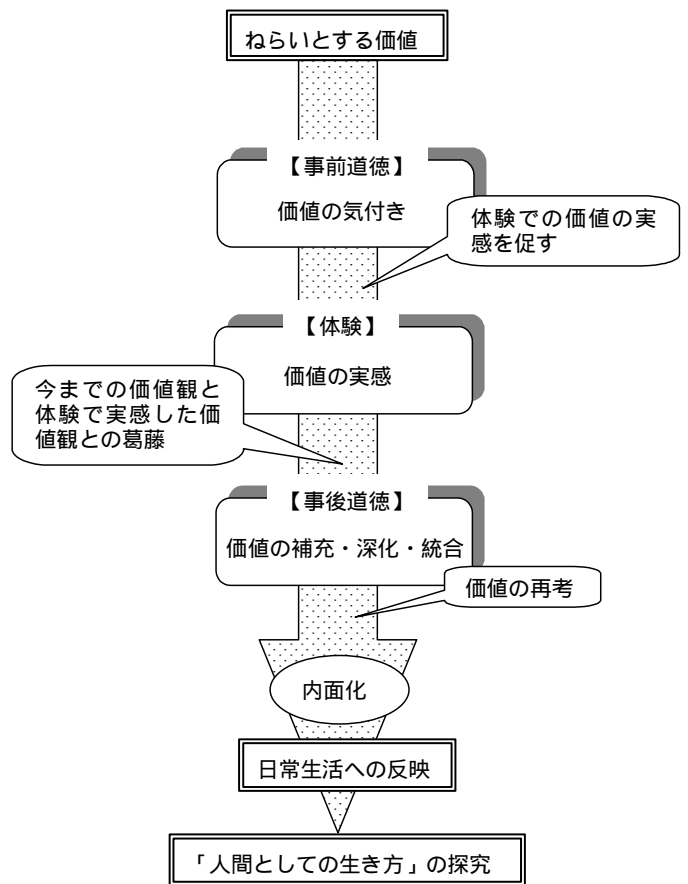 ねらいとする価値
【事前道徳】
価値の気付き
体験での価値の実
感を促す
【体験】
価値の実感
今までの価値観と
体験で実感した価
値観との葛藤
【事後道徳】
価値の補充・深化・統合
価値の再考
内面化
日常生活への反映
「人間としての生き方」の探究